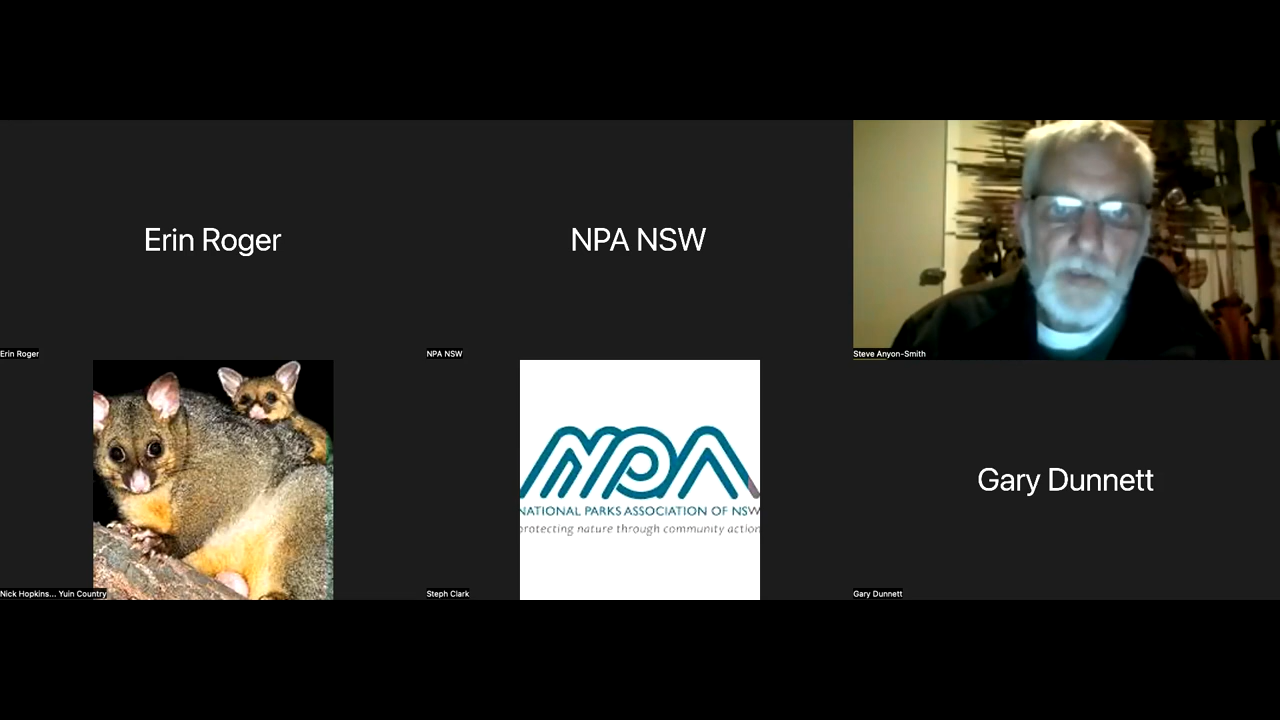 Erin Roger
NPA NSW
Erin Roger
NPA NSW
Steve Anyon-Smith
NPA
NATIONAL PARKS ASSOCIATION OF NSW
protecting nature through community action
Gary Dunnett
Nick Hopkins... Yuin Country
Steph Clark
Gary Dunnett